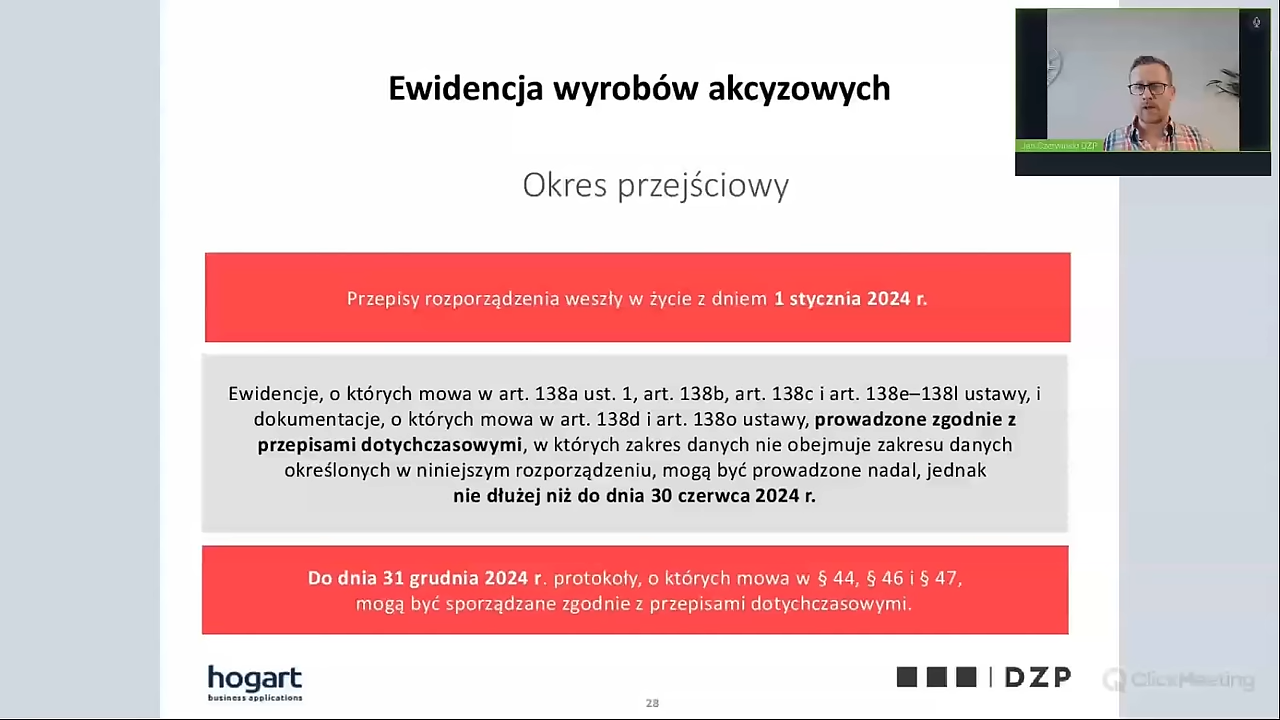 Ewidencja wyrobów akcyzowych
Okres przejściowy
Jan Czerwiński DZP
Przepisy rozporządzenia weszły w życie z dniem 1 stycznia 2024 r.
Ewidencje, o których mowa w art. 138a ust. 1, art. 138b, art. 138c i art. 138e–138l ustawy, i
dokumentacje, o których mowa w art. 138d i art. 138o ustawy, prowadzone zgodnie z
przepisami dotychczasowymi, w których zakres danych nie obejmuje zakresu danych
określonych w niniejszym rozporządzeniu, mogą być prowadzone nadal, jednak
nie dłużej niż do dnia 30 czerwca 2024 r.
Do dnia 31 grudnia 2024 r. protokoły, o których mowa w § 44, § 46 i § 47,
mogą być sporządzane zgodnie z przepisami dotychczasowymi.
hogart
business applications
28
DZP
ClickMeeting